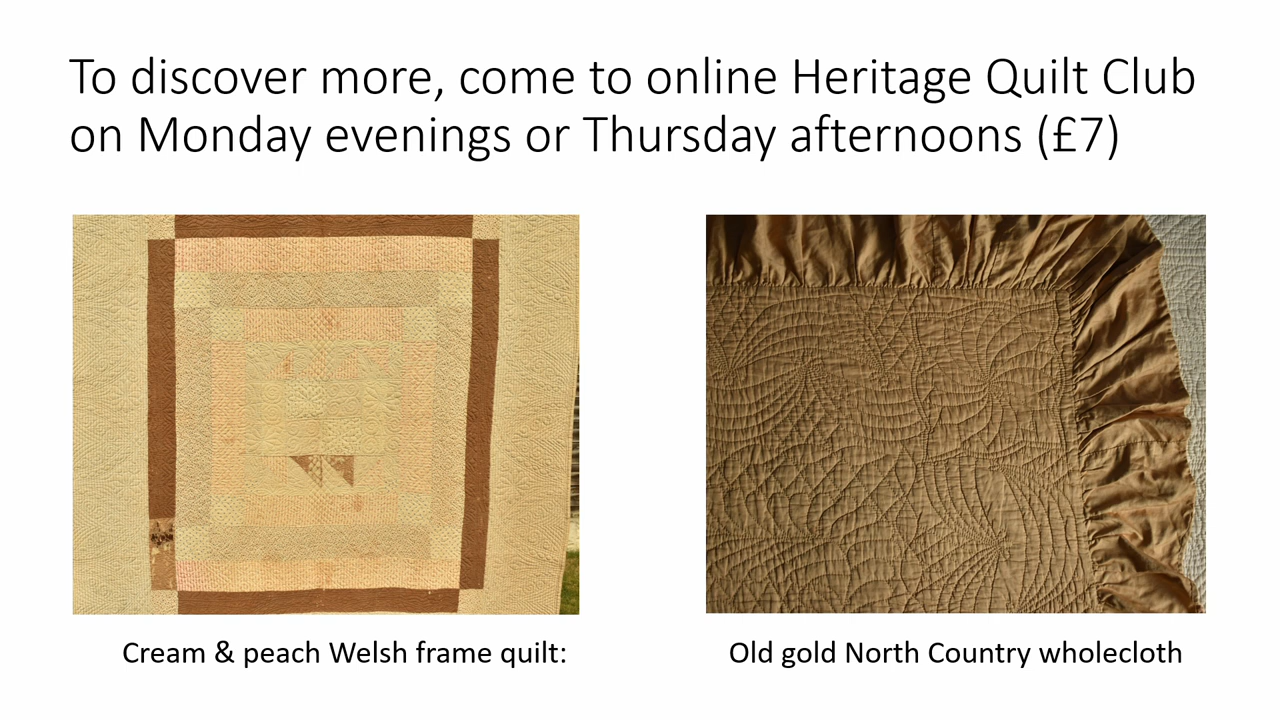 To discover more, come to online Heritage Quilt Club
on Monday evenings or Thursday afternoons (£7)
Cream & peach Welsh frame quilt:
Old gold North Country wholecloth